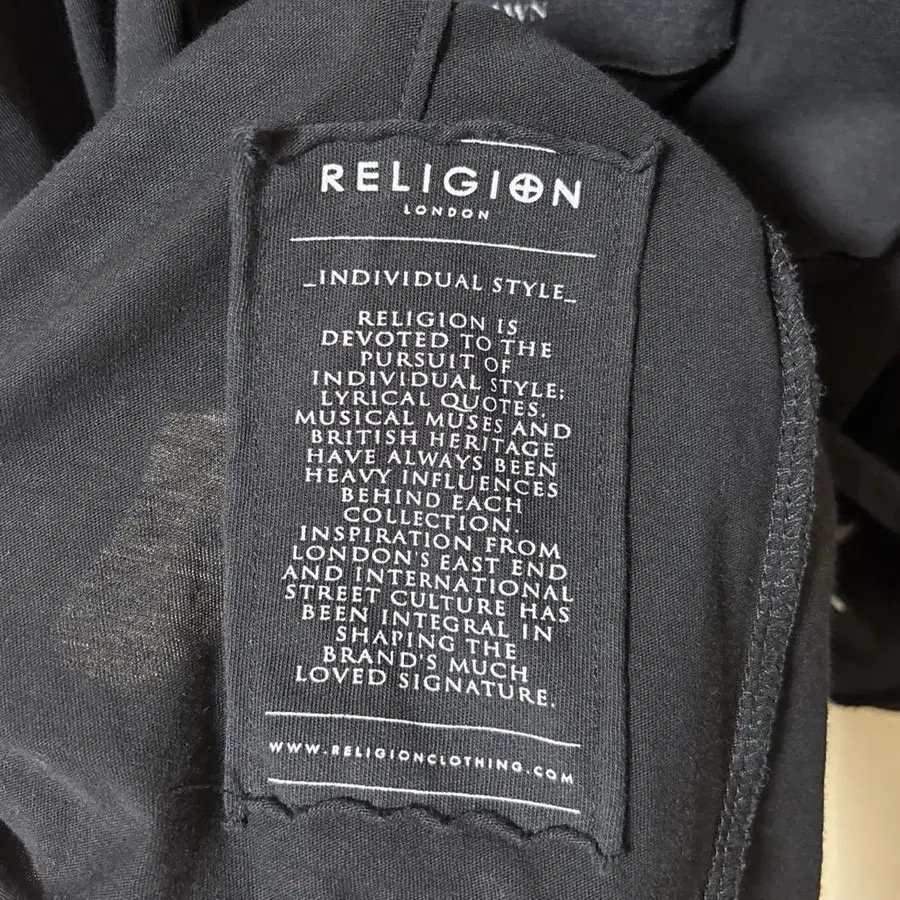 RELIGION
LONDON
_INDIVIDUAL STYLE_
RELIGION IS
DEVOTED TO THE
PURSUIT OF
INDIVIDUAL STYLE:
LYRICAL QUOTES,
MUSICAL MUSES AND
BRITISH HERITAGE
HAVE ALWAYS BEEN
HEAVY INFLUENCES
BEHIND EACH
COLLECTION.
INSPIRATION FROM
LONDON'S EAST END
AND INTERNATIONAL
STREET CULTURE HAS
BEEN INTEGRAL IN
SHAPING THE
BRAND'S MUCH
LOVED SIGNATURE.
WWW.RELIGIONCLOTHING.COM